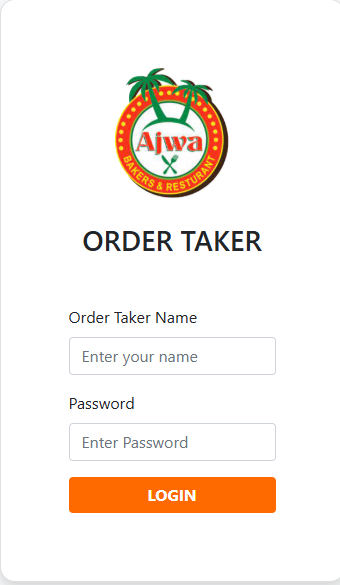 Ajwa
BAKERS & RESTURANT
ORDER TAKER
Order Taker Name
Enter your name
Password
Enter Password
LOGIN